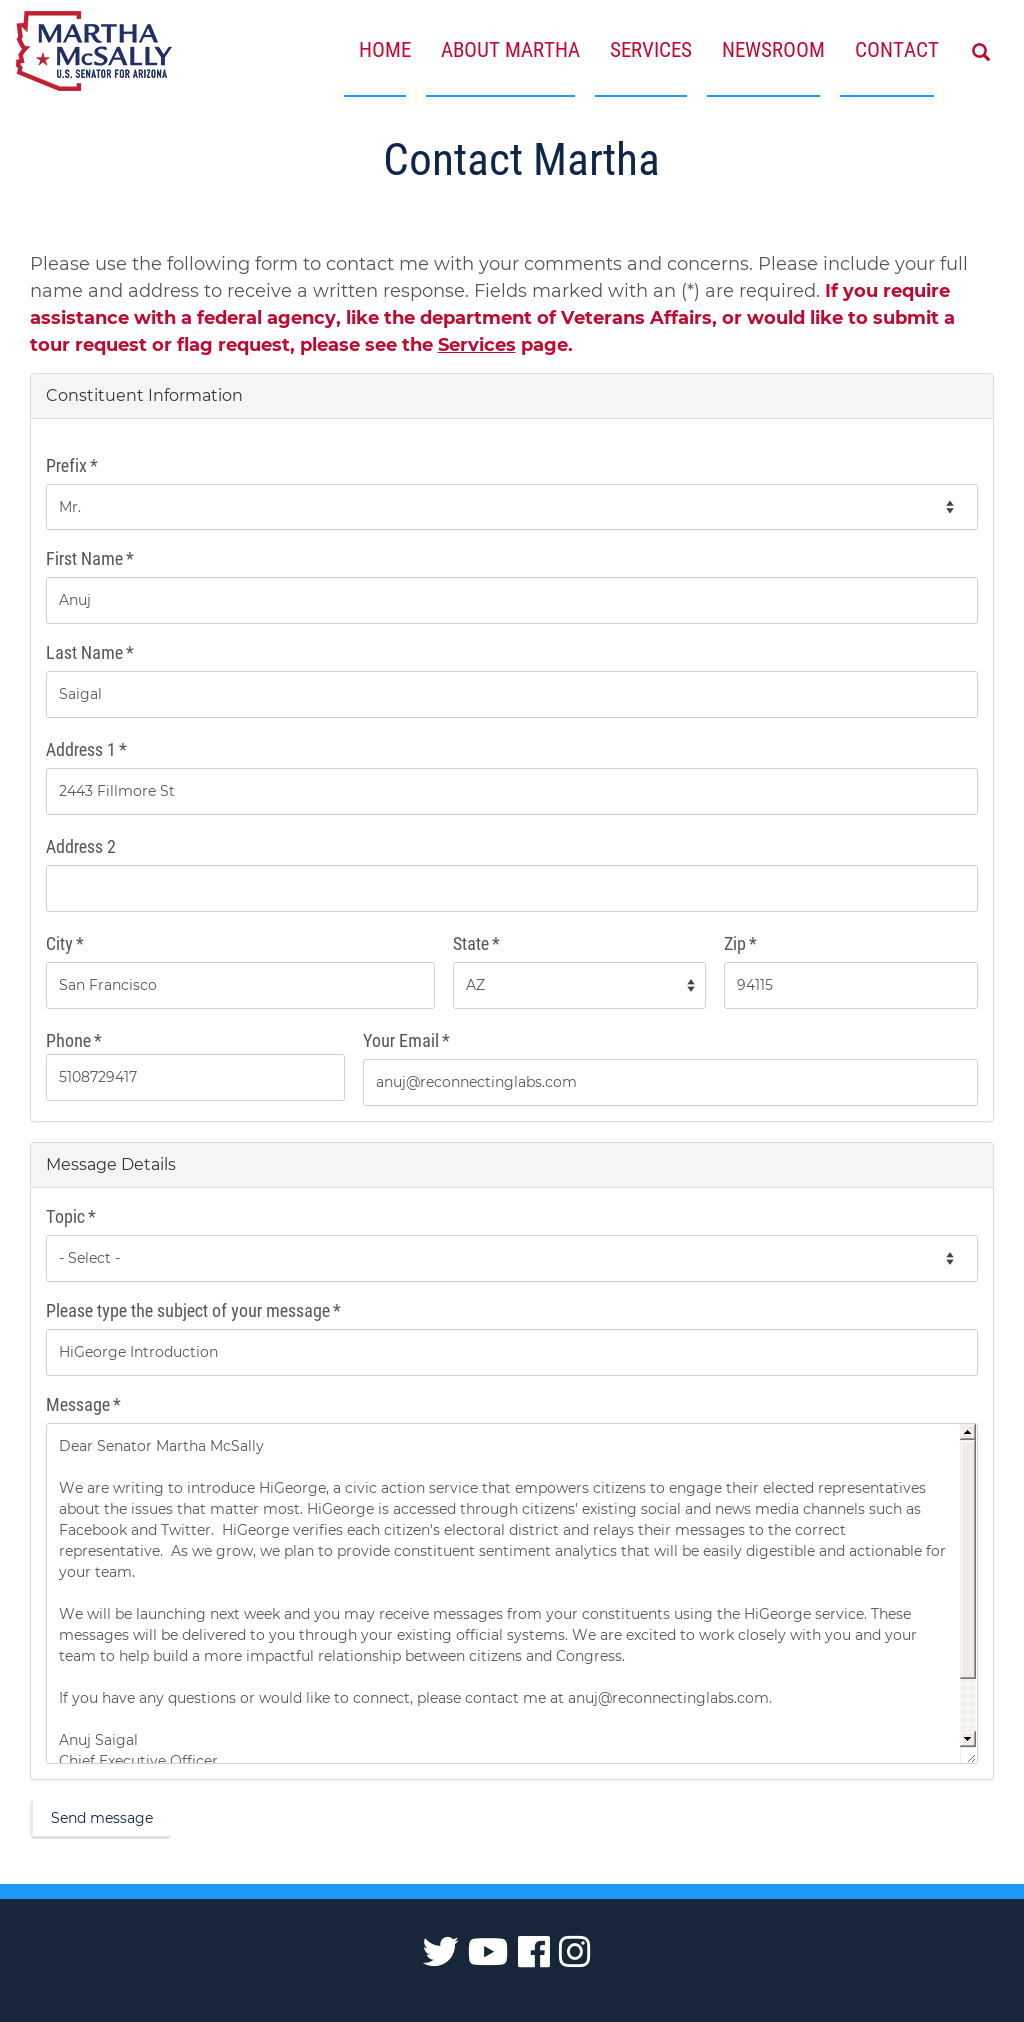 MARTHA
McSALLY
U.S. SENATOR FOR ARIZONA
HOME ABOUT MARTHA SERVICES NEWSROOM CONTACT
Contact Martha
Please use the following form to contact me with your comments and concerns. Please include your full
name and address to receive a written response. Fields marked with an (*) are required. If you require
assistance with a federal agency, like the department of Veterans Affairs, or would like to submit a
tour request or flag request, please see the Services page.
Constituent Information
Prefix *
Mr.
First Name *
Anuj
Last Name *
Saigal
Address 1 *
2443 Fillmore St
Address 2
City * State * Zip *
San Francisco AZ 94115
Phone * Your Email *
5108729417 anuj@reconnectinglabs.com
Message Details
Topic *
- Select -
Please type the subject of your message *
HiGeorge Introduction
Message *
Dear Senator Martha McSally
We are writing to introduce HiGeorge, a civic action service that empowers citizens to engage their elected representatives
about the issues that matter most. HiGeorge is accessed through citizens' existing social and news media channels such as
Facebook and Twitter.  HiGeorge verifies each citizen's electoral district and relays their messages to the correct
representative.  As we grow, we plan to provide constituent sentiment analytics that will be easily digestible and actionable for
your team.
We will be launching next week and you may receive messages from your constituents using the HiGeorge service. These
messages will be delivered to you through your existing official systems. We are excited to work closely with you and your
team to help build a more impactful relationship between citizens and Congress.
If you have any questions or would like to connect, please contact me at anuj@reconnectinglabs.com.
Anuj Saigal
Chief Executive Officer
Send message